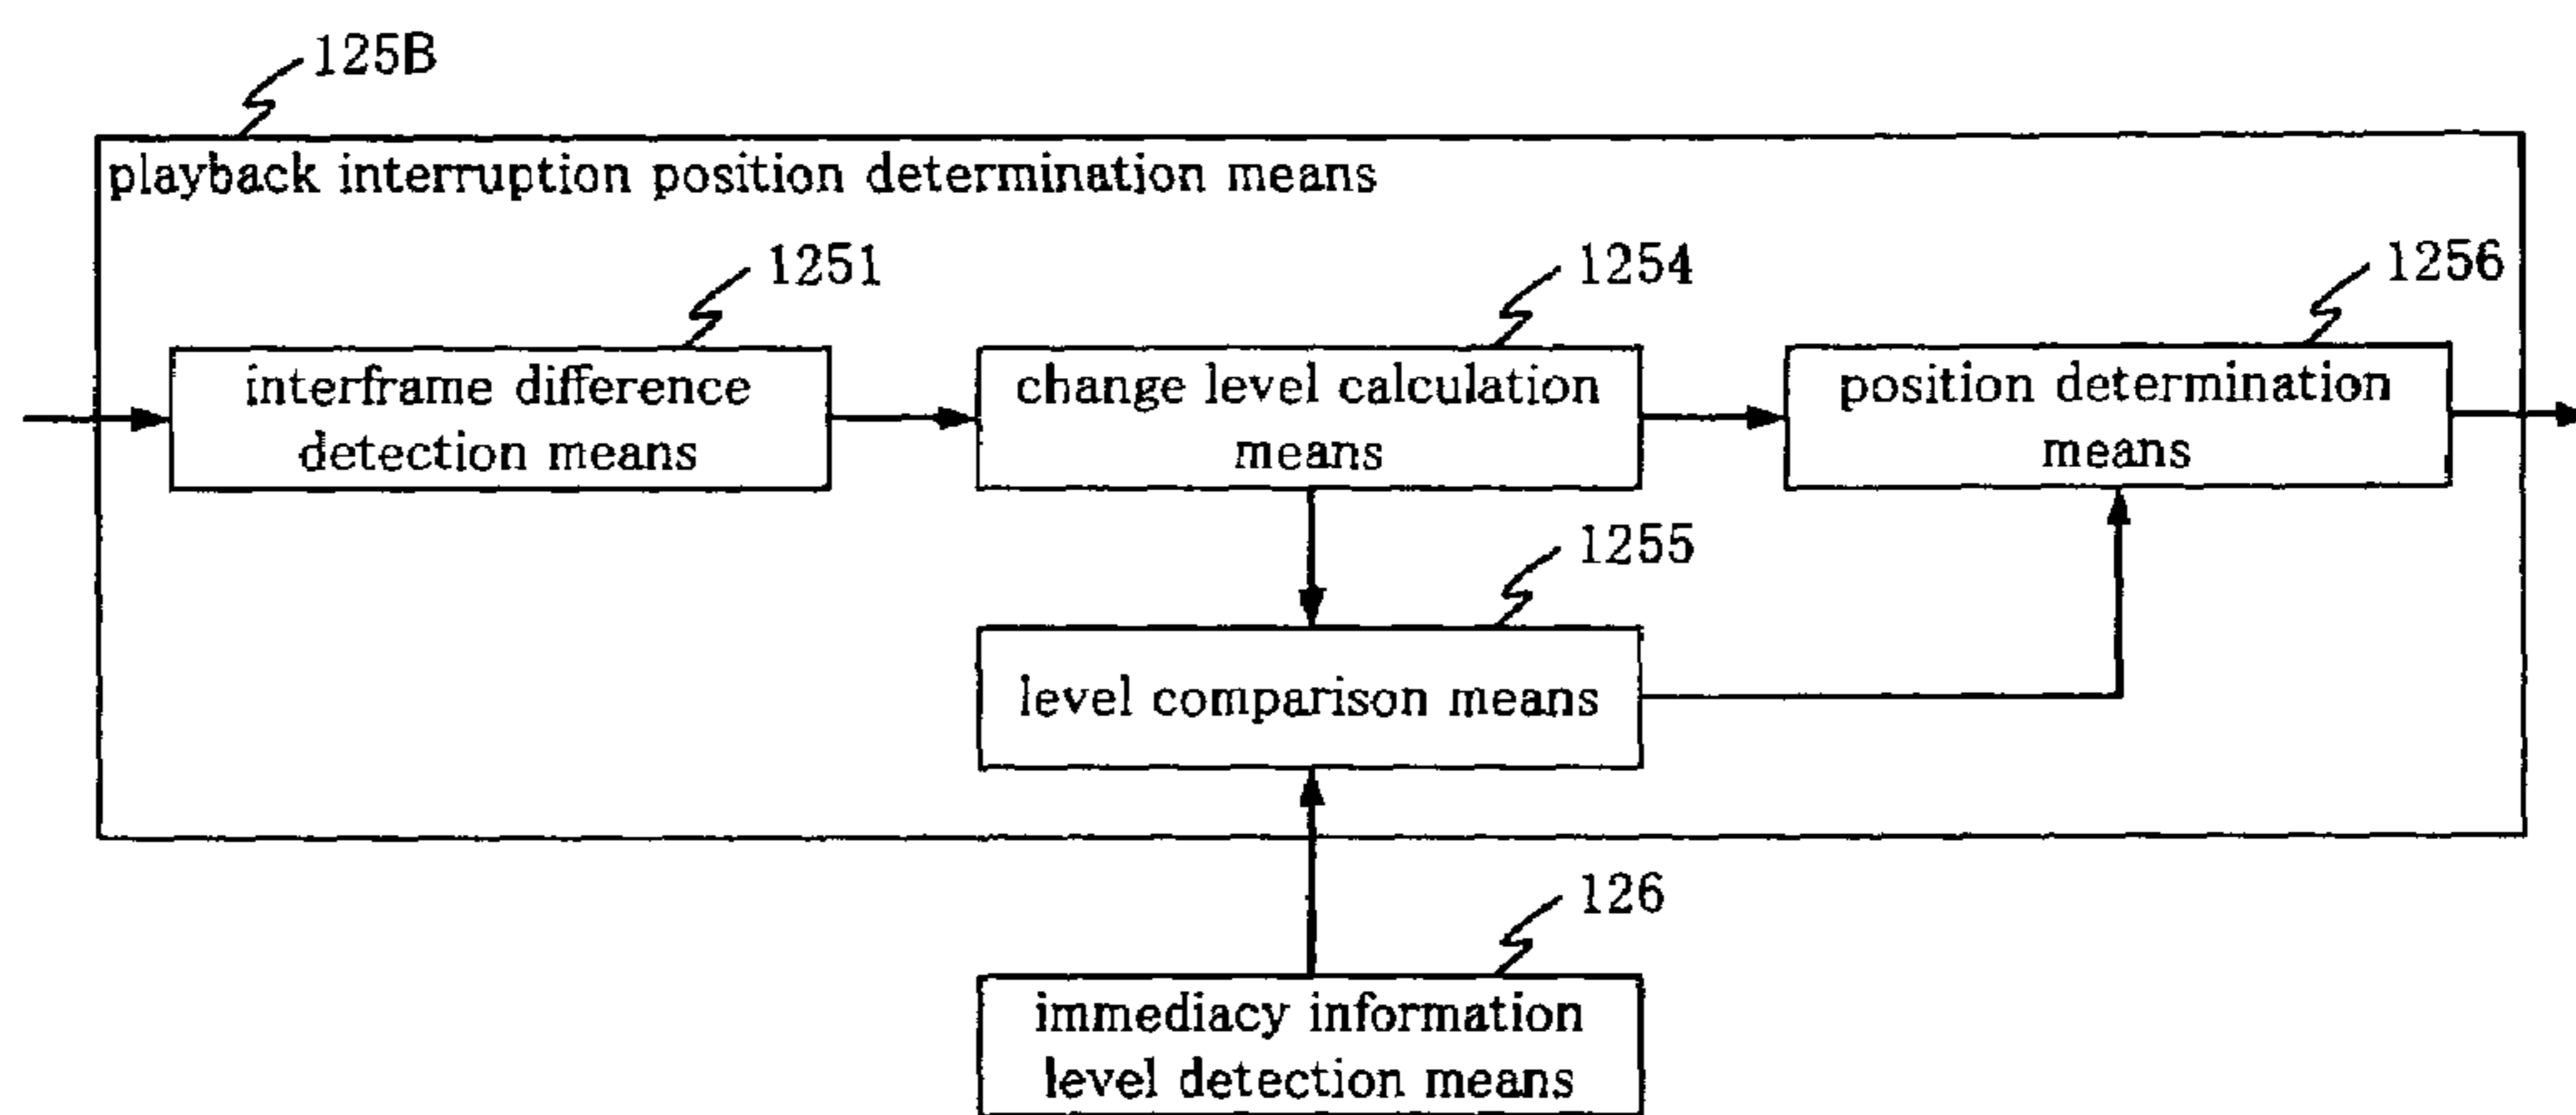 125B
playback interruption position determination means
1251
1254
1256
interframe difference
detection means
change level calculation
means
position determination
means
1255
level comparison means
126
immediacy information
level detection means